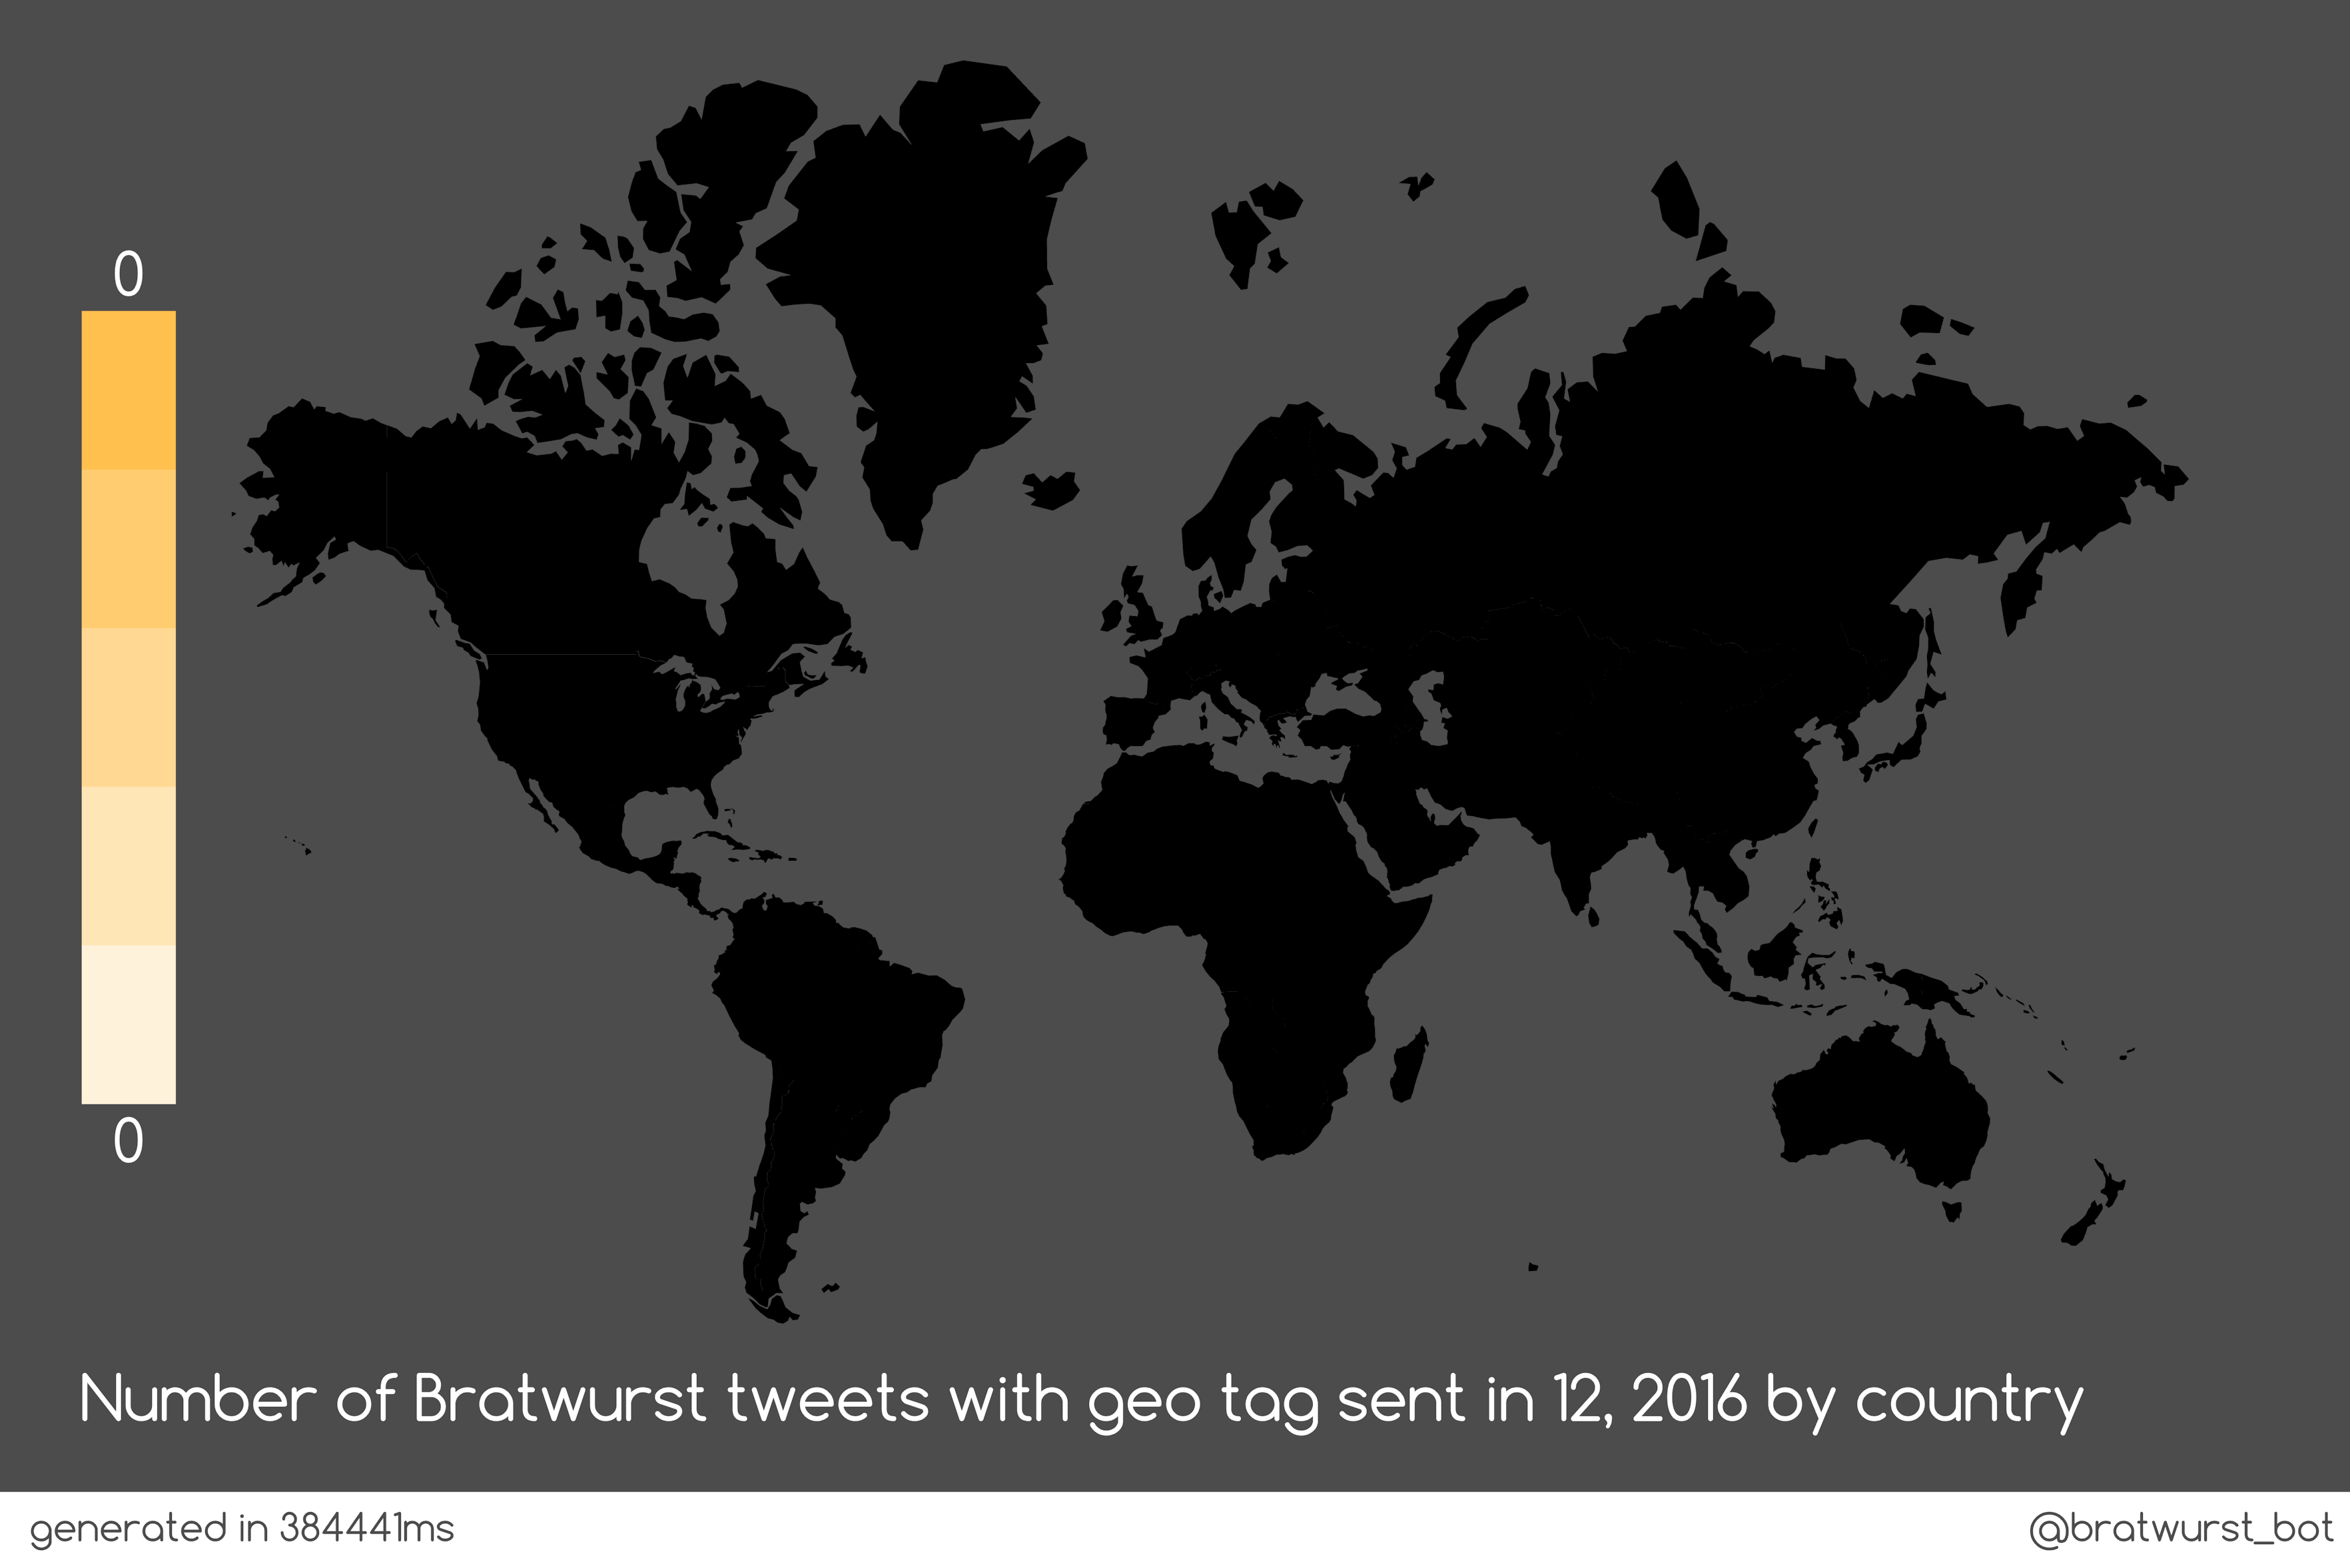 0
0
Number of Bratwurst tweets with geo tag sent in 12, 2016 by country
generated in 384441ms
@bratwurst_bot